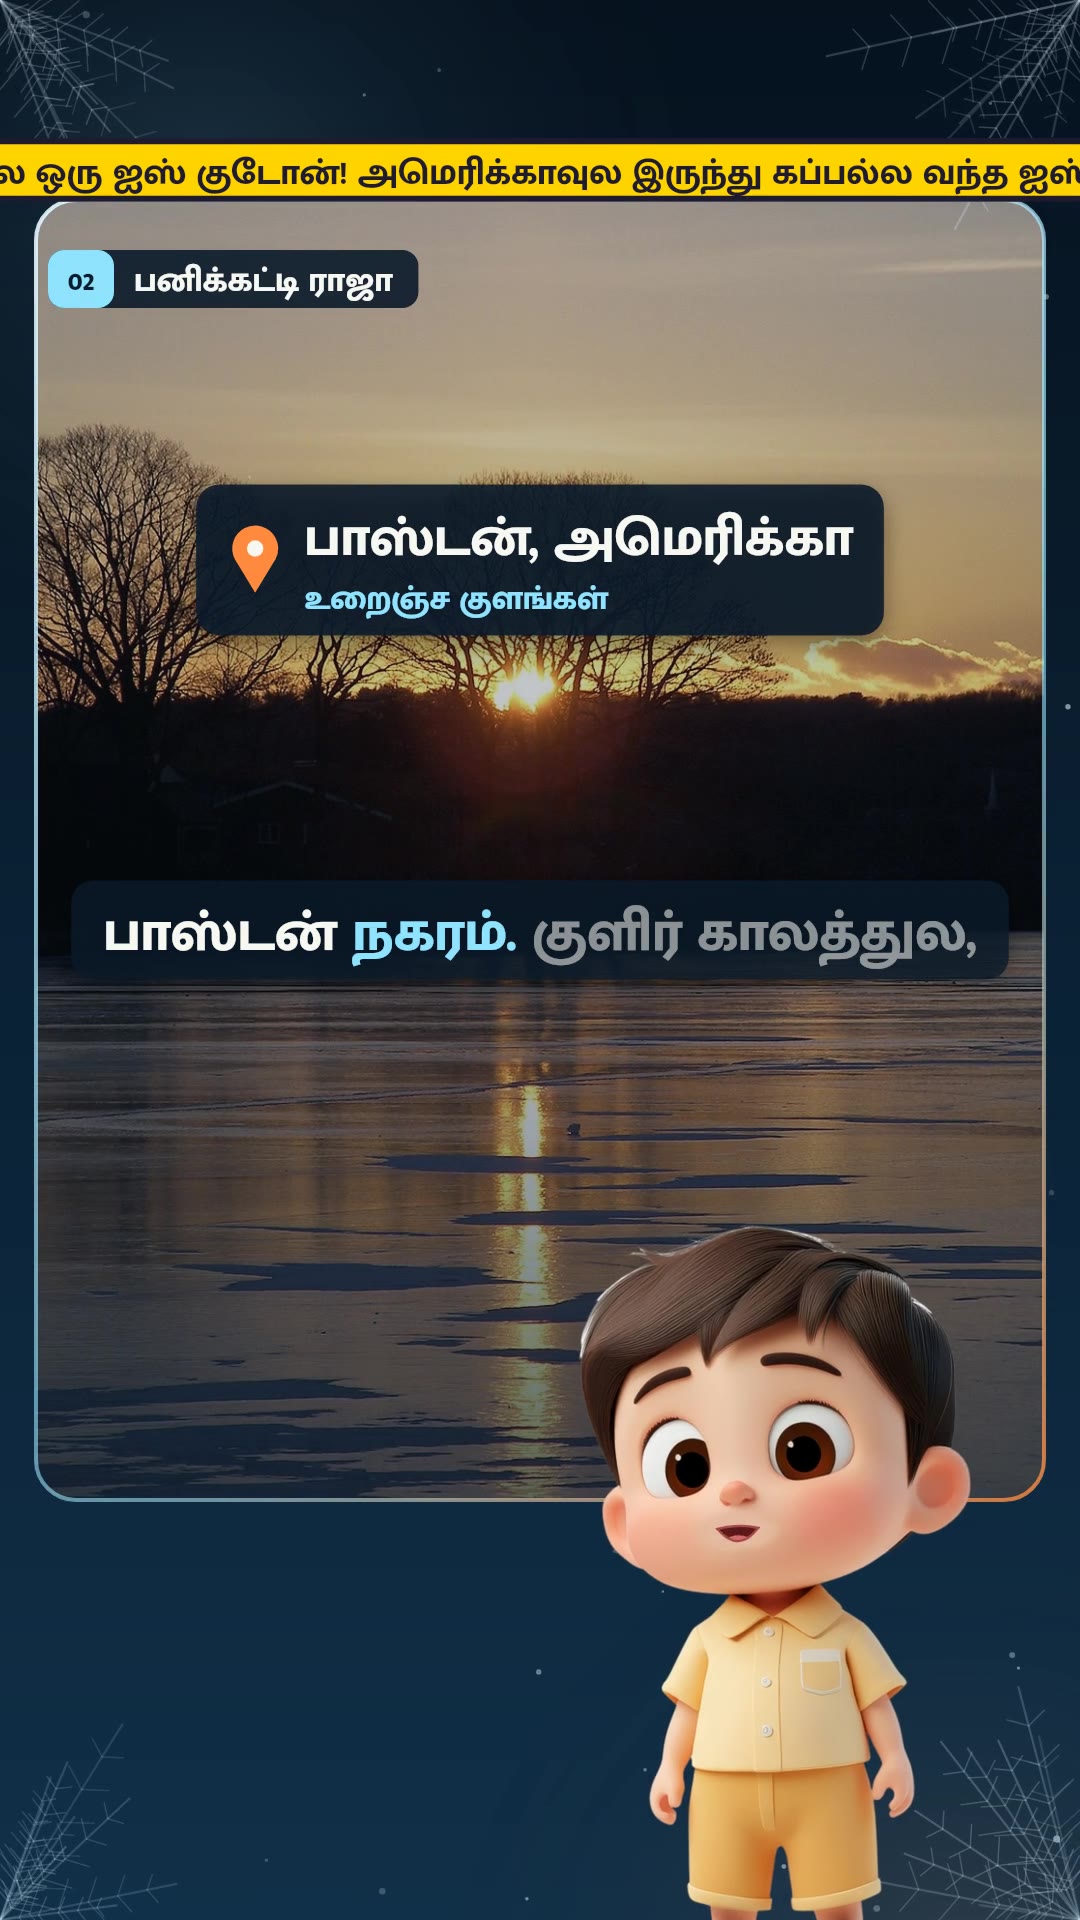 ஒரு ஐஸ் குடோன்! அமெரிக்காவுல இருந்து கப்பல்ல வந்த ஐஸ்
02 பனிக்கட்டி ராஜா
பாஸ்டன், அமெரிக்கா
உறைஞ்ச குளங்கள்
பாஸ்டன் நகரம். குளிர் காலத்துல,